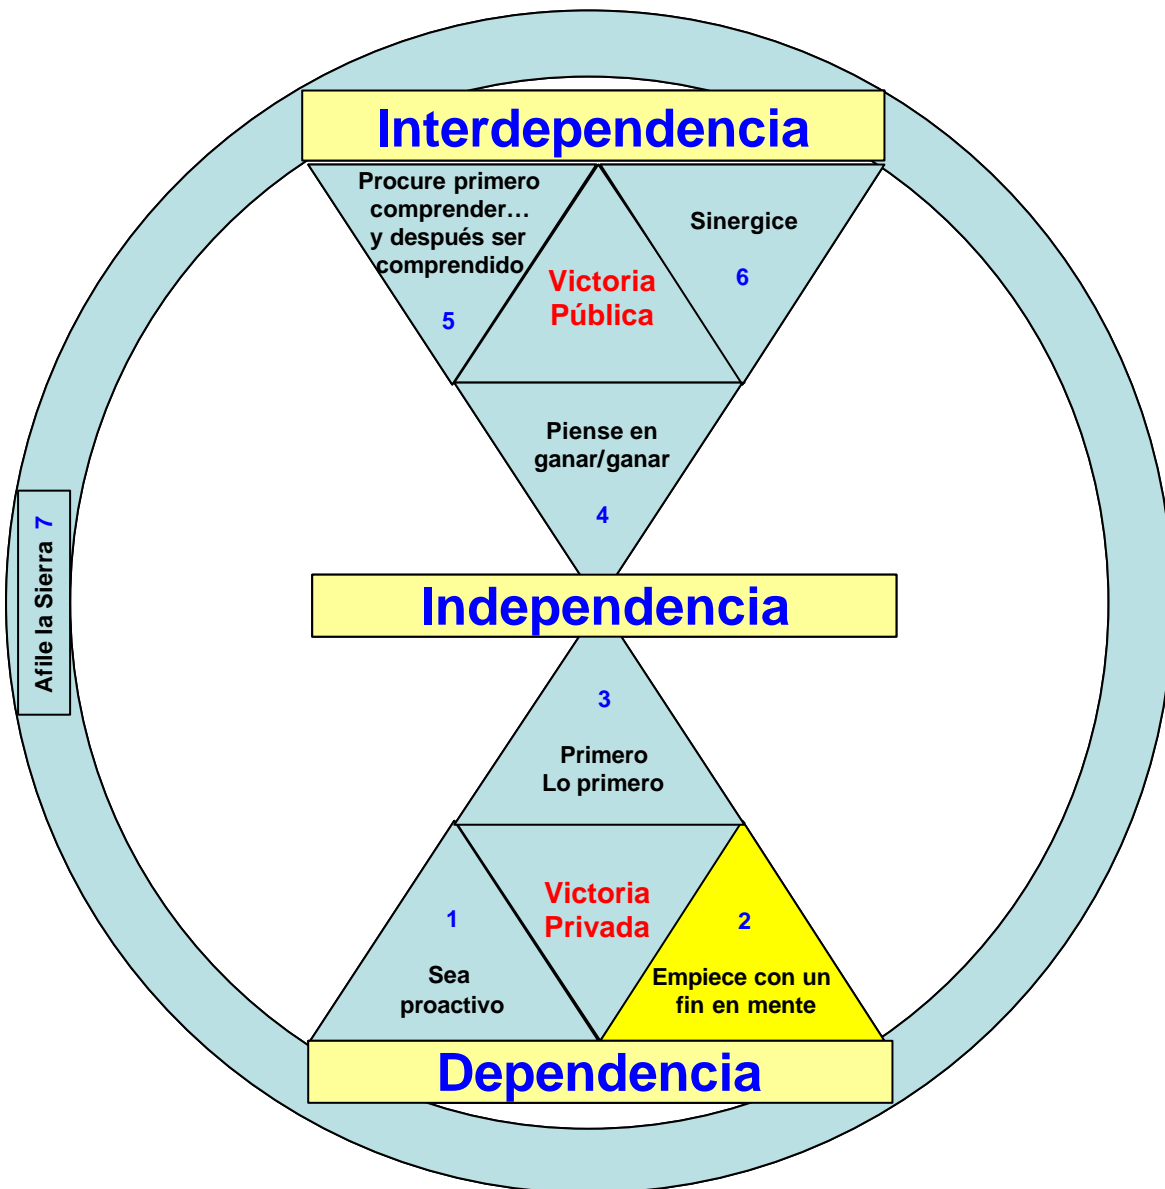 Interdependencia
Procure primero
comprender…
y después ser
comprendido
5
Victoria
Pública
Sinergice
6
Piense en
ganar/ganar
4
Afile la Sierra 7
Independencia
3
Primero
Lo primero
1
Sea
proactivo
Victoria
Privada
2
Empiece con un
fin en mente
Dependencia